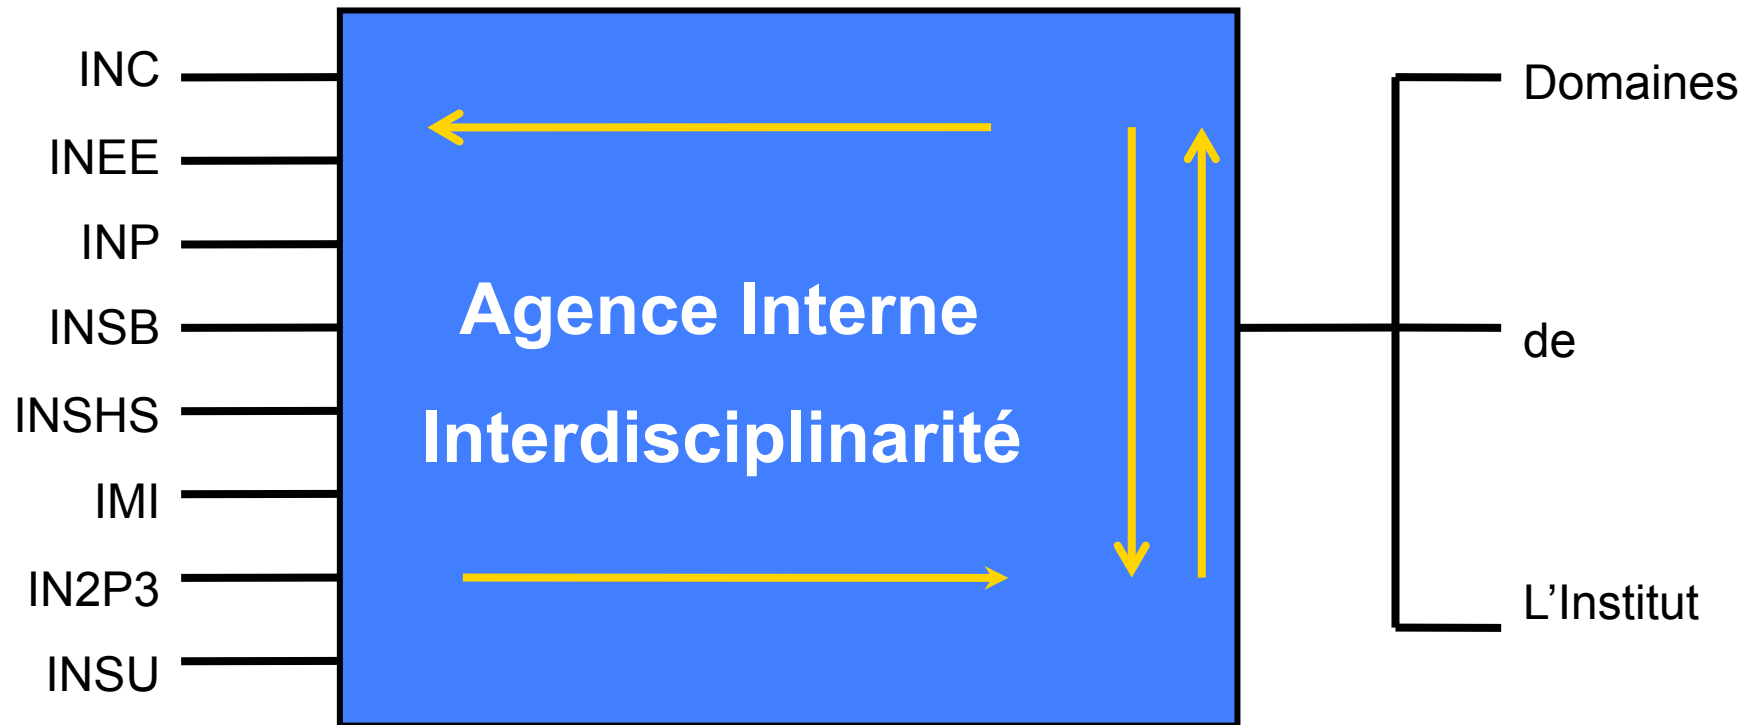 INC
INEE
INP
INSB
INSHS
IMI
IN2P3
INSU
Agence Interne
Interdisciplinarité
Domaines
de
L’Institut